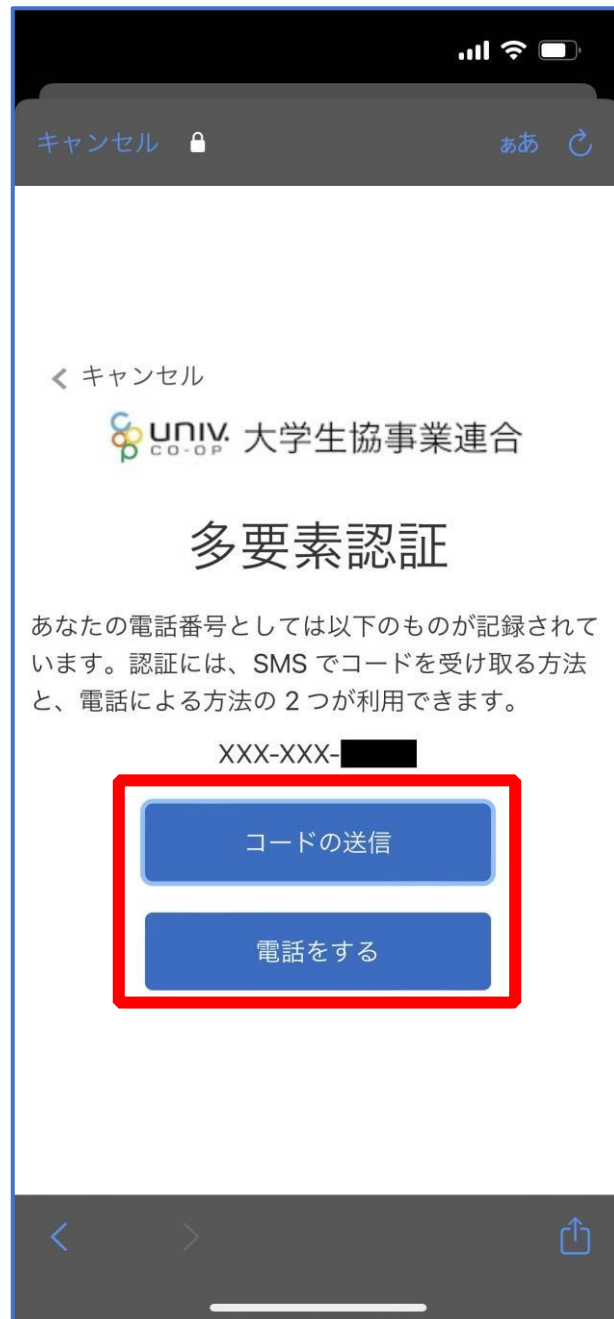 キャンセル ぁあ
キャンセル
UNIV. CO-OP 大学生協事業連合
多要素認証
あなたの電話番号としては以下のものが記録されて
います。認証には、SMS でコードを受け取る方法
と、電話による方法の 2 つが利用できます。
XXX-XXX-
コードの送信
電話をする